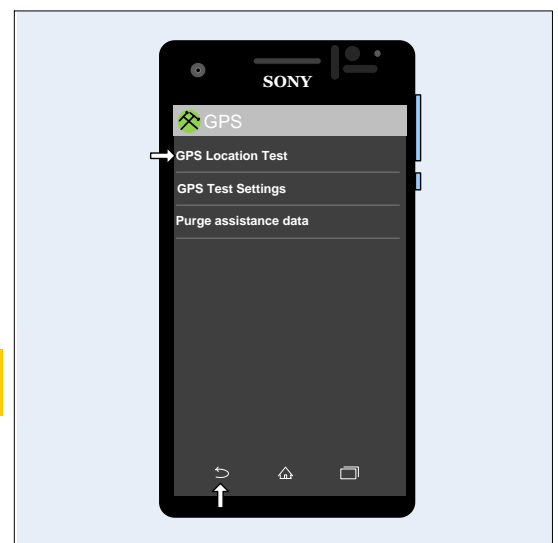 SONY
GPS
GPS Location Test
GPS Test Settings
Purge assistance data